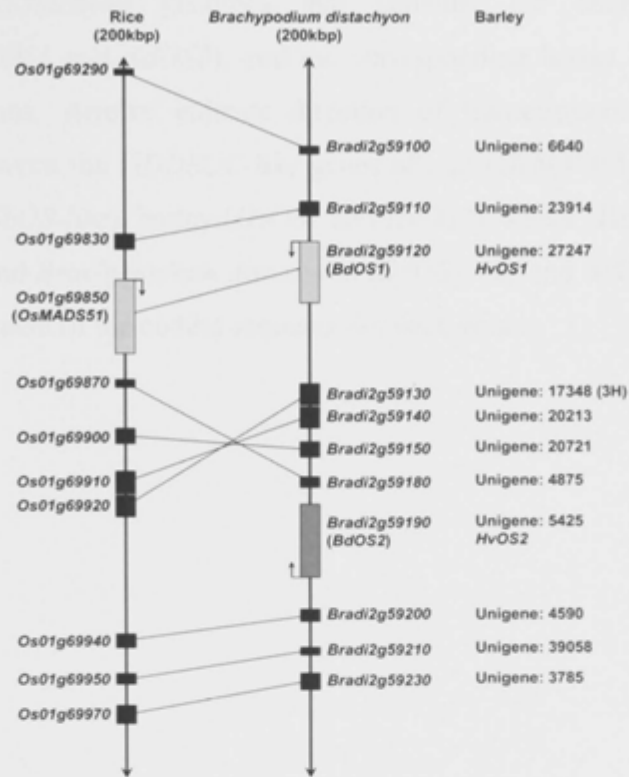 Rice Brachypodium distachyon Barley
(200kbp) (200kbp)
Os01g69290
Bradi2g59100 Unigene: 6640
Bradi2g59110 Unigene: 23914
Os01g69830
Bradi2g59120 Unigene: 27247
(BdOS1) HvOS1
Os01g69850
(OsMADS51)
Os01g69870
Bradi2g59130 Unigene: 17348 (3H)
Bradi2g59140 Unigene: 20213
Os01g69900
Bradi2g59150 Unigene: 20721
Os01g69910
Bradi2g59180 Unigene: 4875
Os01g69920
Bradi2g59190 Unigene: 5425
(BdOS2) HvOS2
Bradi2g59200 Unigene: 4590
Os01g69940
Bradi2g59210 Unigene: 39058
Os01g69950
Bradi2g59230 Unigene: 3785
Os01g69970